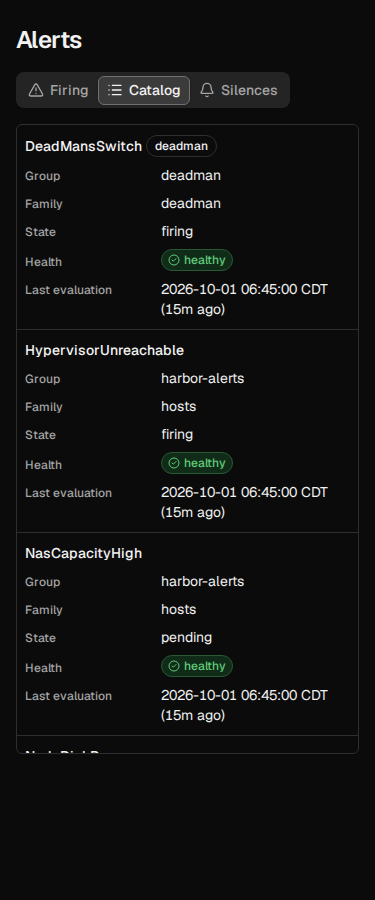 Alerts
Firing Catalog Silences
DeadMansSwitch deadman
Group deadman
Family deadman
State firing
Health healthy
Last evaluation 2026-10-01 06:45:00 CDT
(15m ago)
HypervisorUnreachable
Group harbor-alerts
Family hosts
State firing
Health healthy
Last evaluation 2026-10-01 06:45:00 CDT
(15m ago)
NasCapacityHigh
Group harbor-alerts
Family hosts
State pending
Health healthy
Last evaluation 2026-10-01 06:45:00 CDT
(15m ago)